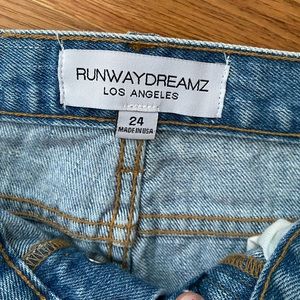 RUNWAYDREAMZ
LOS ANGELES
24
MADE IN USA